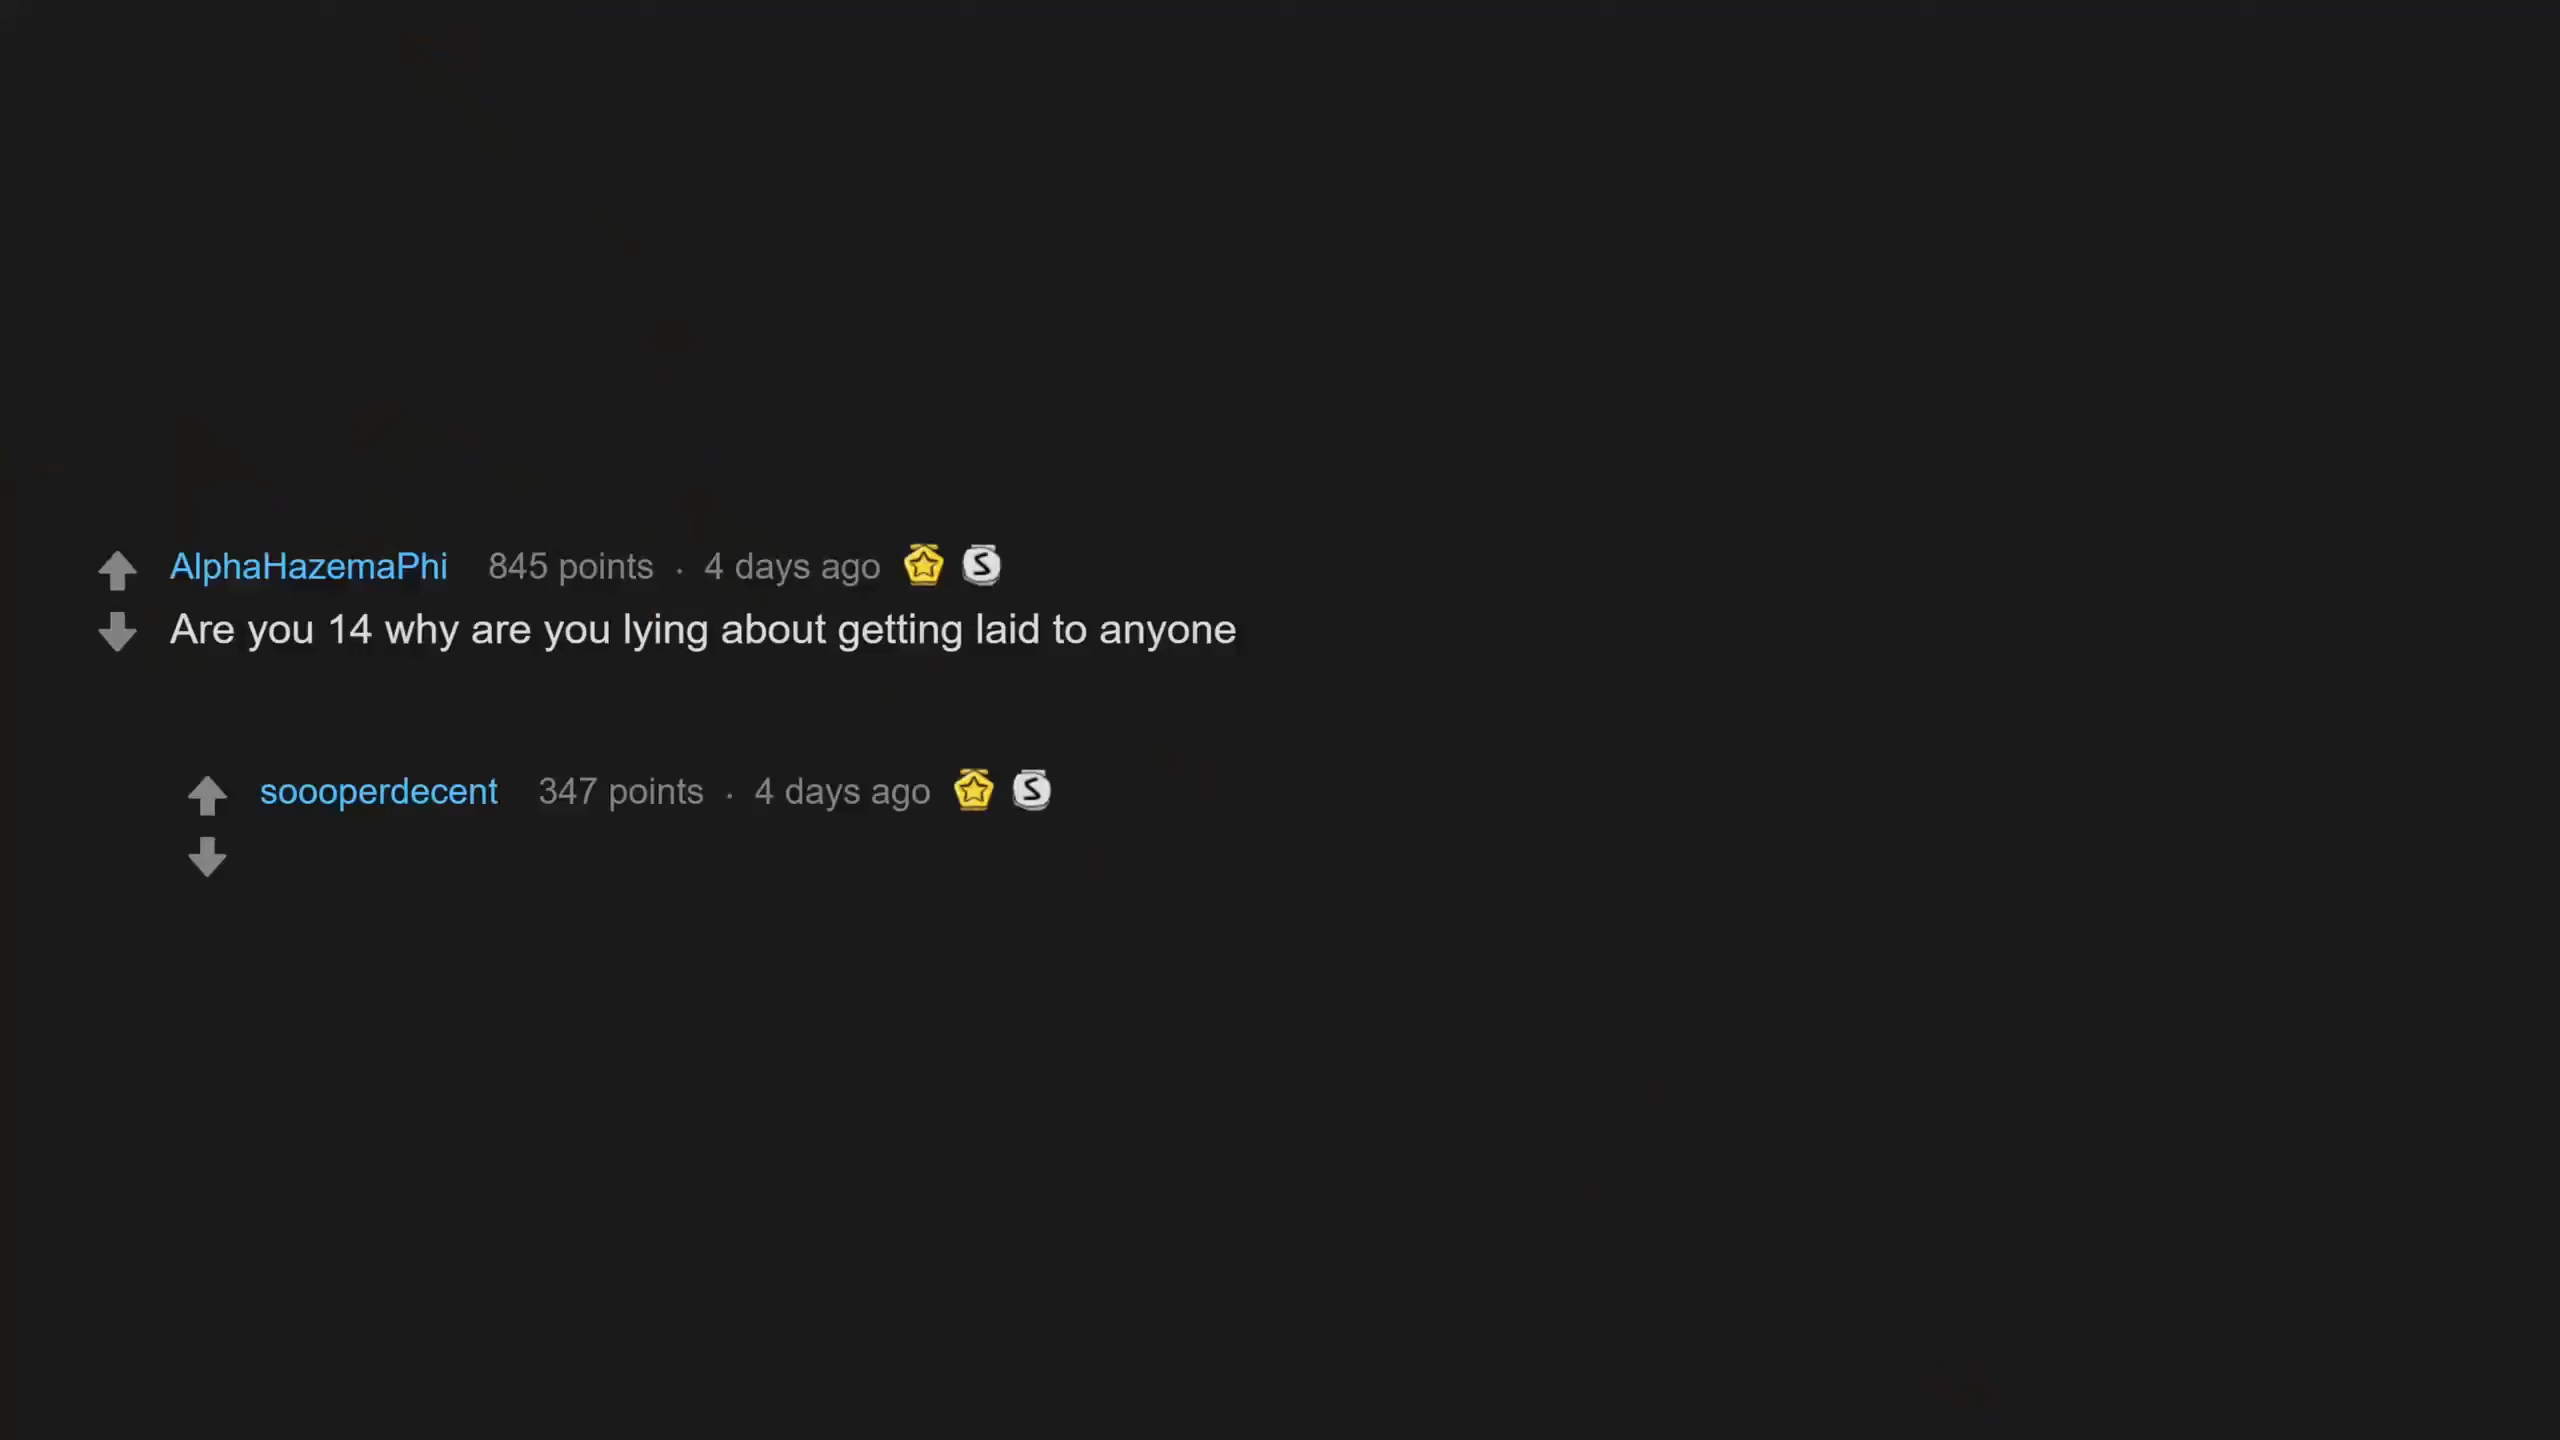 AlphaHazemaPhi 845 points · 4 days ago
Are you 14 why are you lying about getting laid to anyone
soooperdecent 347 points · 4 days ago